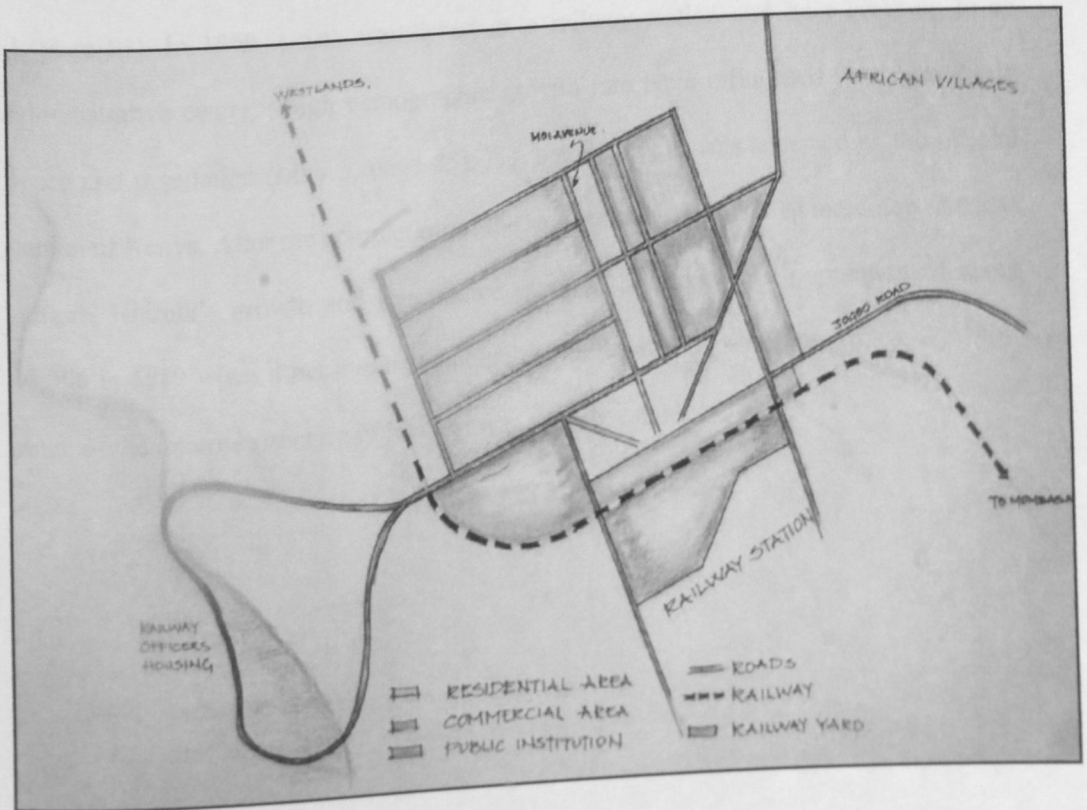 WESTLANDS.
MOI AVENUE.
AFRICAN VILLAGES
JOGOO ROAD
TO MOMBASA
RAILWAY STATION
RAILWAY
OFFICERS
HOUSING
RESIDENTIAL AREA
COMMERCIAL AREA
PUBLIC INSTITUTION
ROADS
RAILWAY
RAILWAY YARD